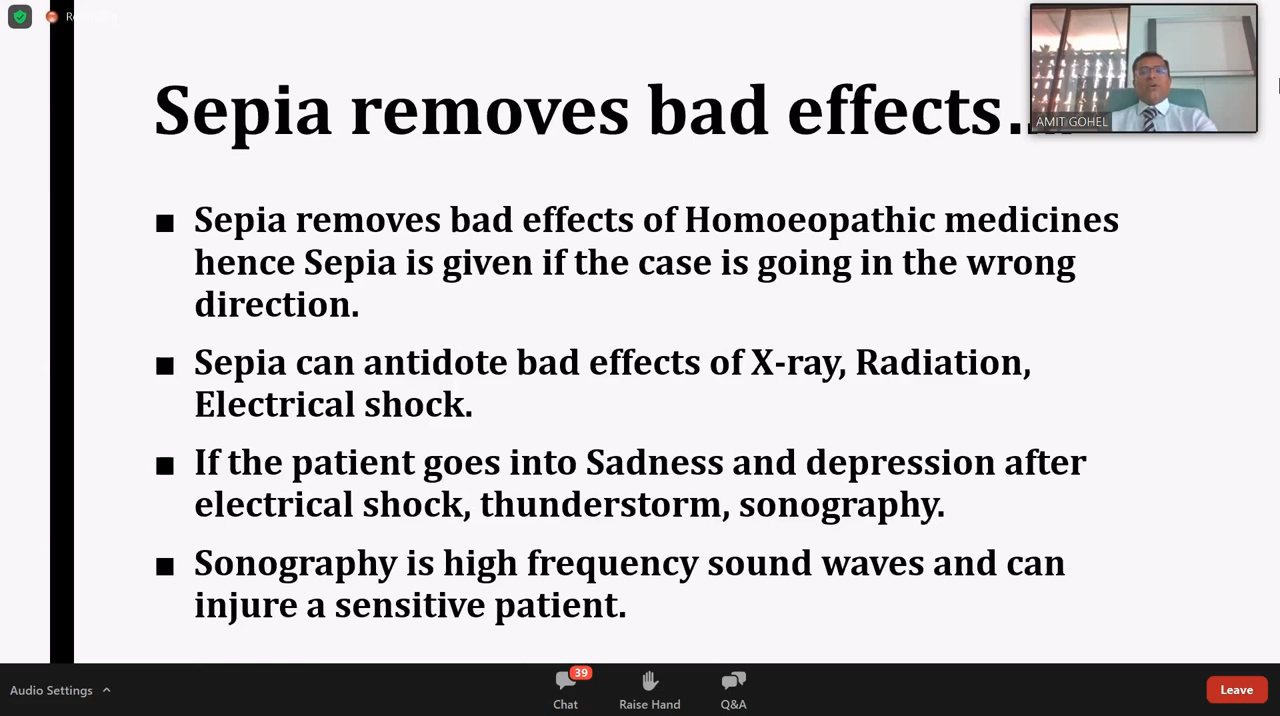 Sepia removes bad effects…
AMIT GOHEL
■ Sepia removes bad effects of Homoeopathic medicines
hence Sepia is given if the case is going in the wrong
direction.
■ Sepia can antidote bad effects of X-ray, Radiation,
Electrical shock.
■ If the patient goes into Sadness and depression after
electrical shock, thunderstorm, sonography.
■ Sonography is high frequency sound waves and can
injure a sensitive patient.
Audio Settings
39
Chat
Raise Hand
Q&A
Leave